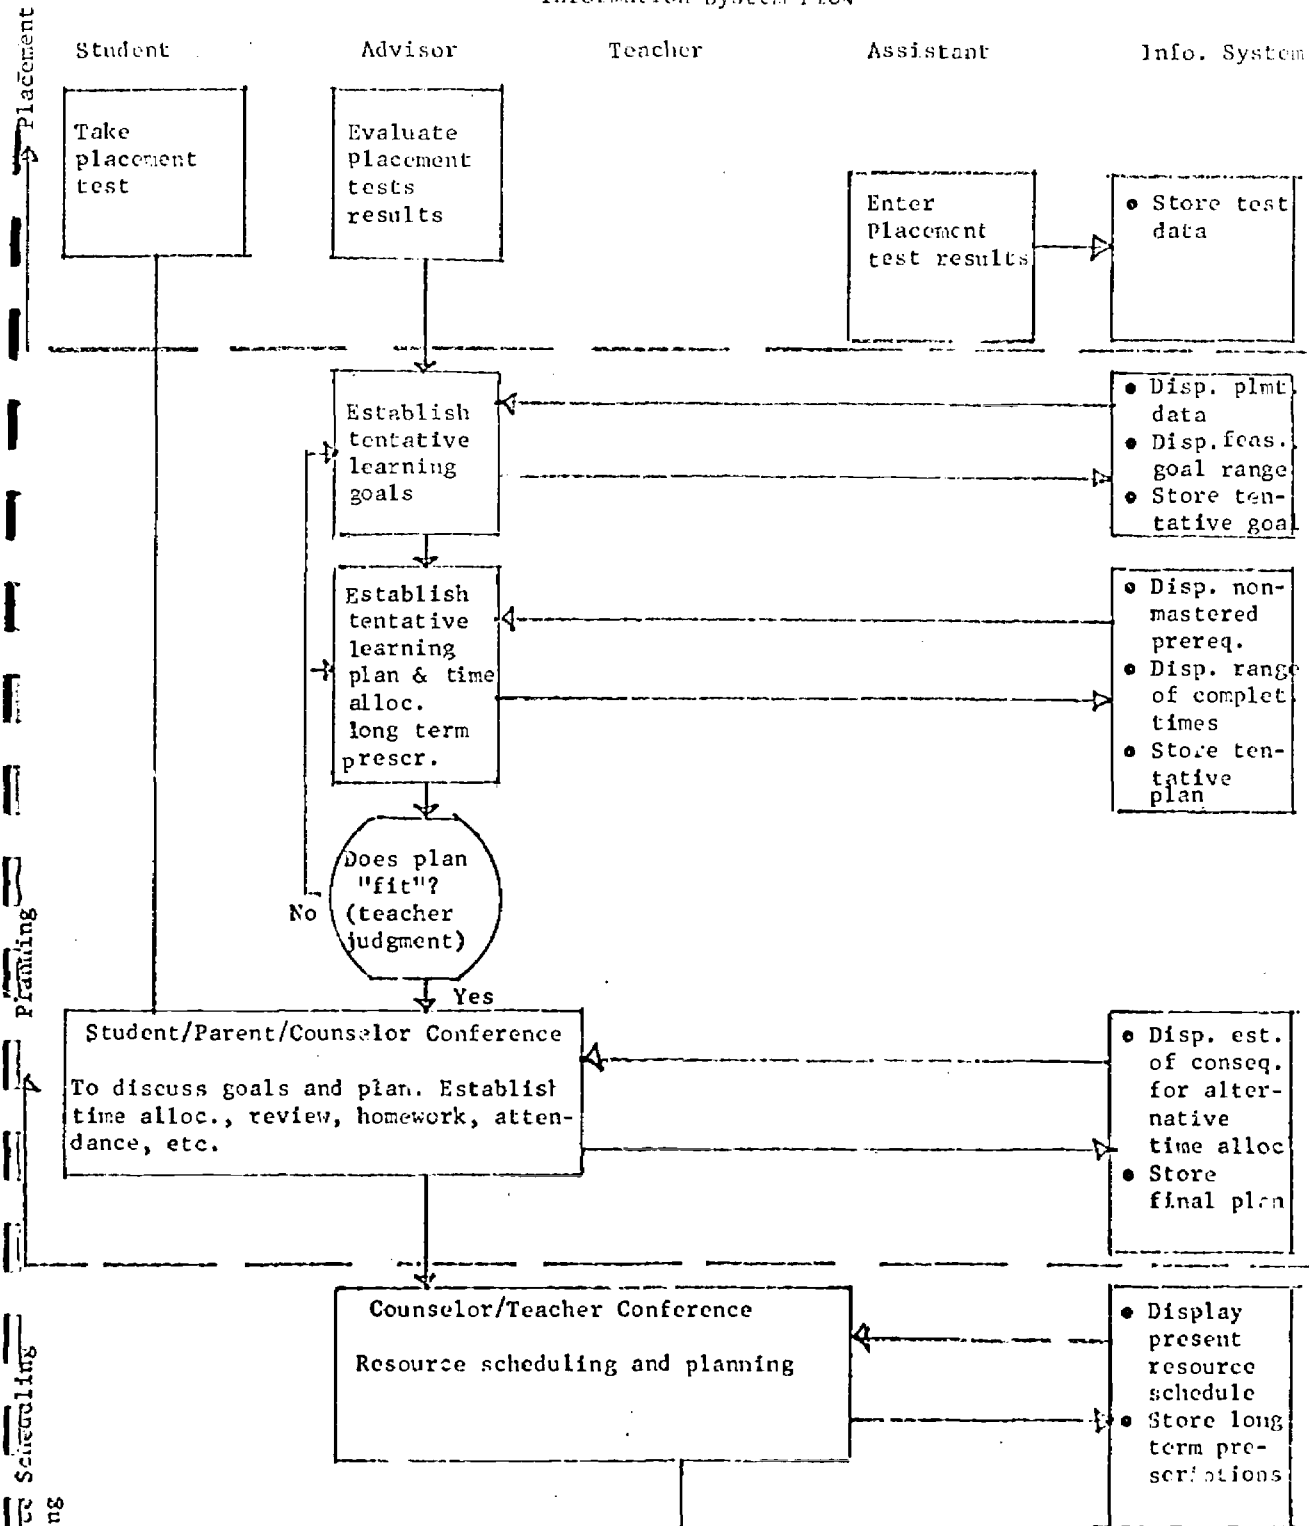 Information System Flow
Student Advisor Teacher Assistant Info. System
Placement
Take
placement
test
Evaluate
Placement
tests
results
Enter
Placement
test results
• Store test
data
Establish
tentative
learning
goals
• Disp. plmt.
data
• Disp.feas.
goal range
• Store ten-
tative goal
Establish
tentative
learning
plan & time
alloc.
long term
prescr.
• Disp. non-
mastered
prereq.
• Disp. range
of complet.
times
• Store ten-
tative
plan
Does plan
"fit"?
(teacher
judgment)
No
Yes
Planning
Student/Parent/Counselor Conference
To discuss goals and plan. Establish
time alloc., review, homework, atten-
dance, etc.
• Disp. est.
of conseq.
for alter-
native
time alloc
• Store
final plan
Counselor/Teacher Conference
Resource scheduling and planning
• Display
present
resource
schedule
• Store long
term pre-
scriptions
Scheduling